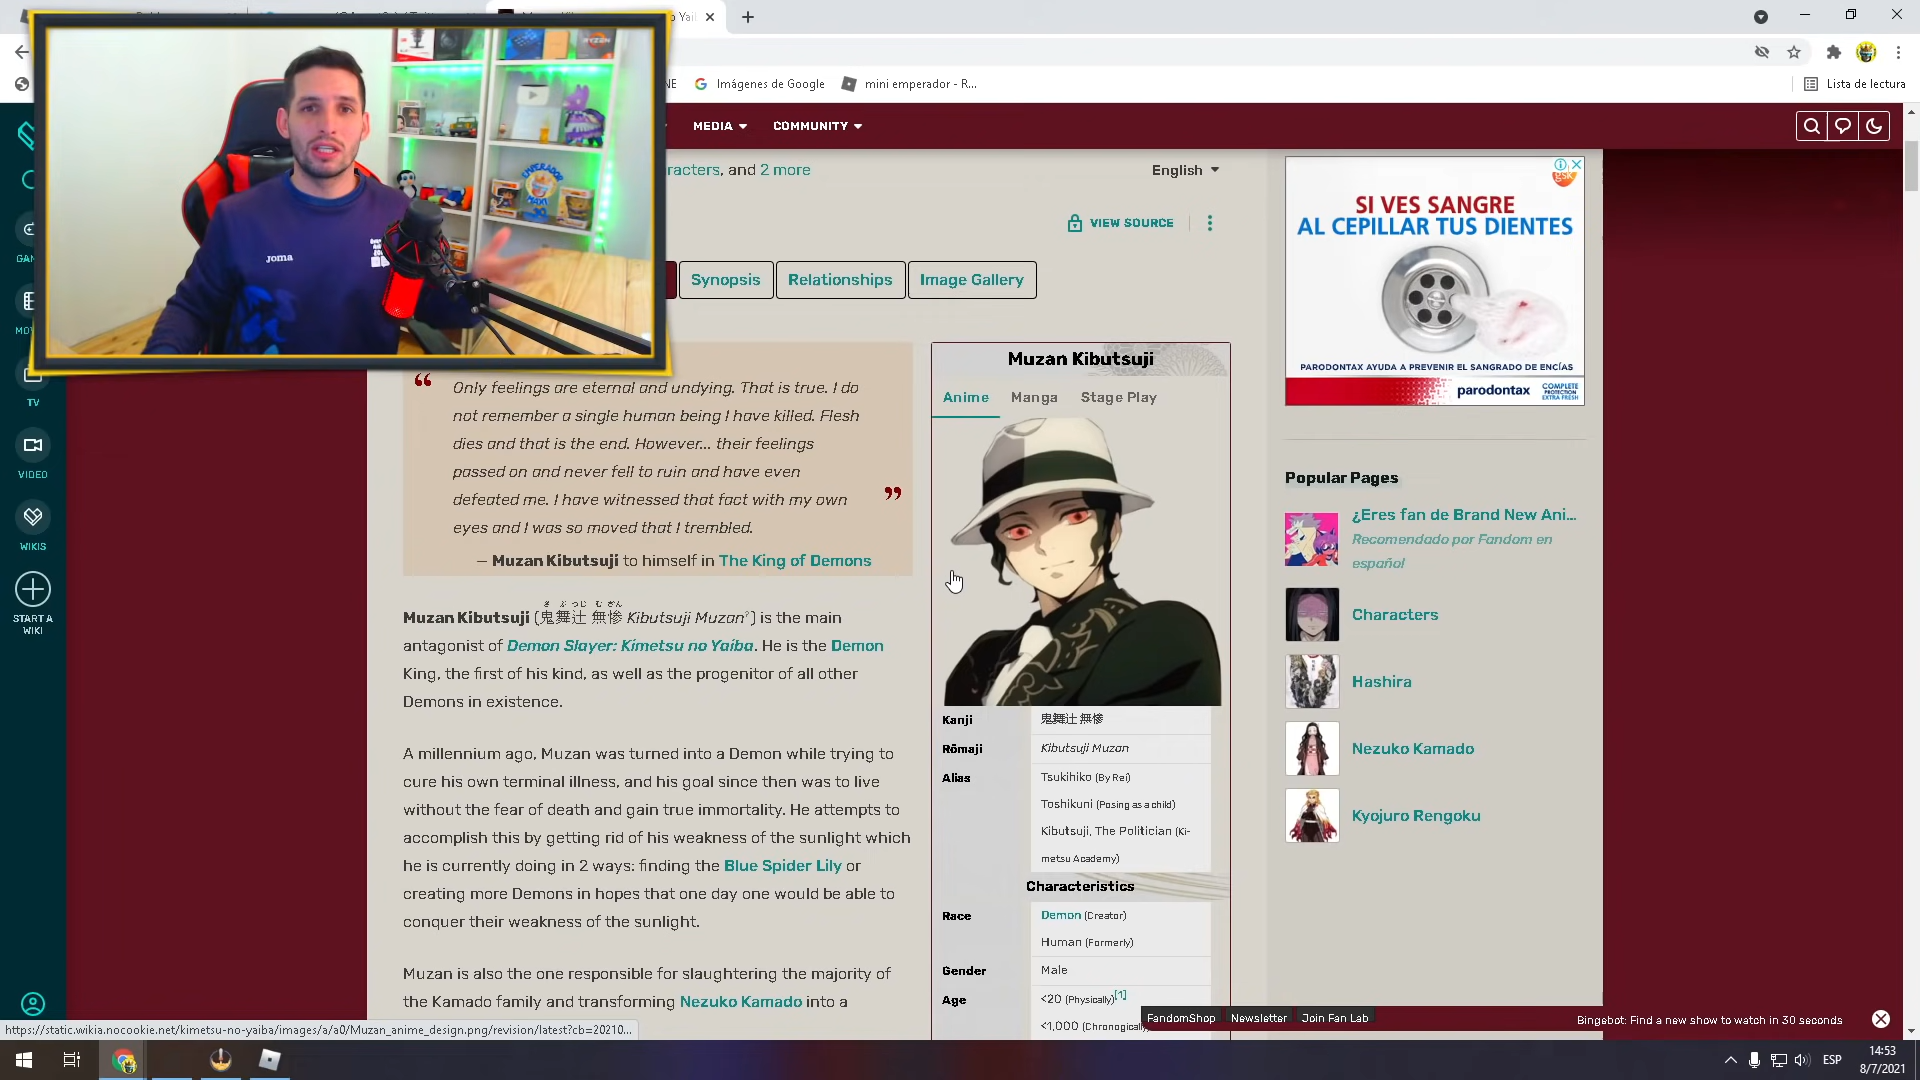 Imágenes de Google
mini emperador - R...
Lista de lectura
MEDIA
COMMUNITY
racters, and 2 more
English
VIEW SOURCE
Synopsis
Relationships
Image Gallery
joma
EMPERADOR
MAXI
RYZEN
TV
VIDEO
WIKIS
START A
WIKI
“ Only feelings are eternal and undying. That is true. I do
not remember a single human being I have killed. Flesh
dies and that is the end. However... their feelings
passed on and never fell to ruin and have even
defeated me. I have witnessed that fact with my own
eyes and I was so moved that I trembled. ”
— Muzan Kibutsuji to himself in The King of Demons
Muzan Kibutsuji (鬼舞辻 無惨 Kibutsuji Muzan?) is the main
antagonist of Demon Slayer: Kimetsu no Yaiba. He is the Demon
King, the first of his kind, as well as the progenitor of all other
Demons in existence.
A millennium ago, Muzan was turned into a Demon while trying to
cure his own terminal illness, and his goal since then was to live
without the fear of death and gain true immortality. He attempts to
accomplish this by getting rid of his weakness of the sunlight which
he is currently doing in 2 ways: finding the Blue Spider Lily or
creating more Demons in hopes that one day one would be able to
conquer their weakness of the sunlight.
Muzan is also the one responsible for slaughtering the majority of
the Kamado family and transforming Nezuko Kamado into a
Muzan Kibutsuji
Anime Manga Stage Play
Kanji 鬼舞辻 無惨
Rōmaji Kibutsuji Muzan
Alias Tsukihiko (By Rei)
Toshikuni (Posing as a child)
Kibutsuji, The Politician (Ki-
metsu Academy)
Characteristics
Race Demon (Creator)
Human (Formerly)
Gender Male
Age <20 (Physically)[1]
<1,000 (Chronogically)
gsk
SI VES SANGRE
AL CEPILLAR TUS DIENTES
PARODONTAX AYUDA A PREVENIR EL SANGRADO DE ENCÍAS
parodontax
COMPLETE
PROTECTION
EXTRA FRESH
Popular Pages
¿Eres fan de Brand New Ani...
Recomendado por Fandom en
español
Characters
Hashira
Nezuko Kamado
Kyojuro Rengoku
FandomShop Newsletter Join Fan Lab
Bingebot: Find a new show to watch in 30 seconds
https://static.wikia.nocookie.net/kimetsu-no-yaiba/images/a/a0/Muzan_anime_design.png/revision/latest?cb=20210...
ESP
14:53
8/7/2021